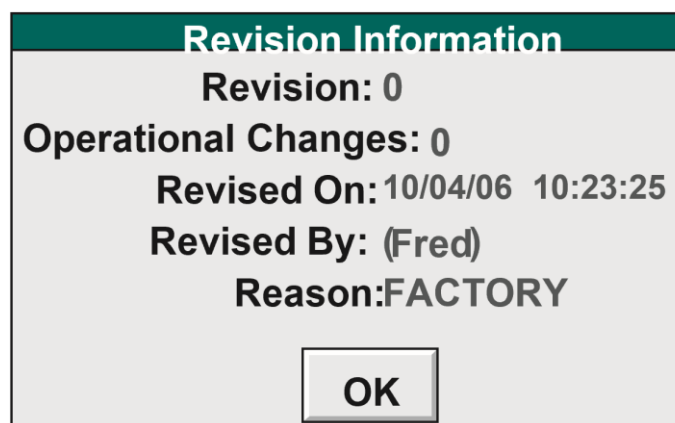 Revision Information
Revision: 0
Operational Changes: 0
Revised On: 10/04/06 10:23:25
Revised By: (Fred)
Reason:FACTORY
OK